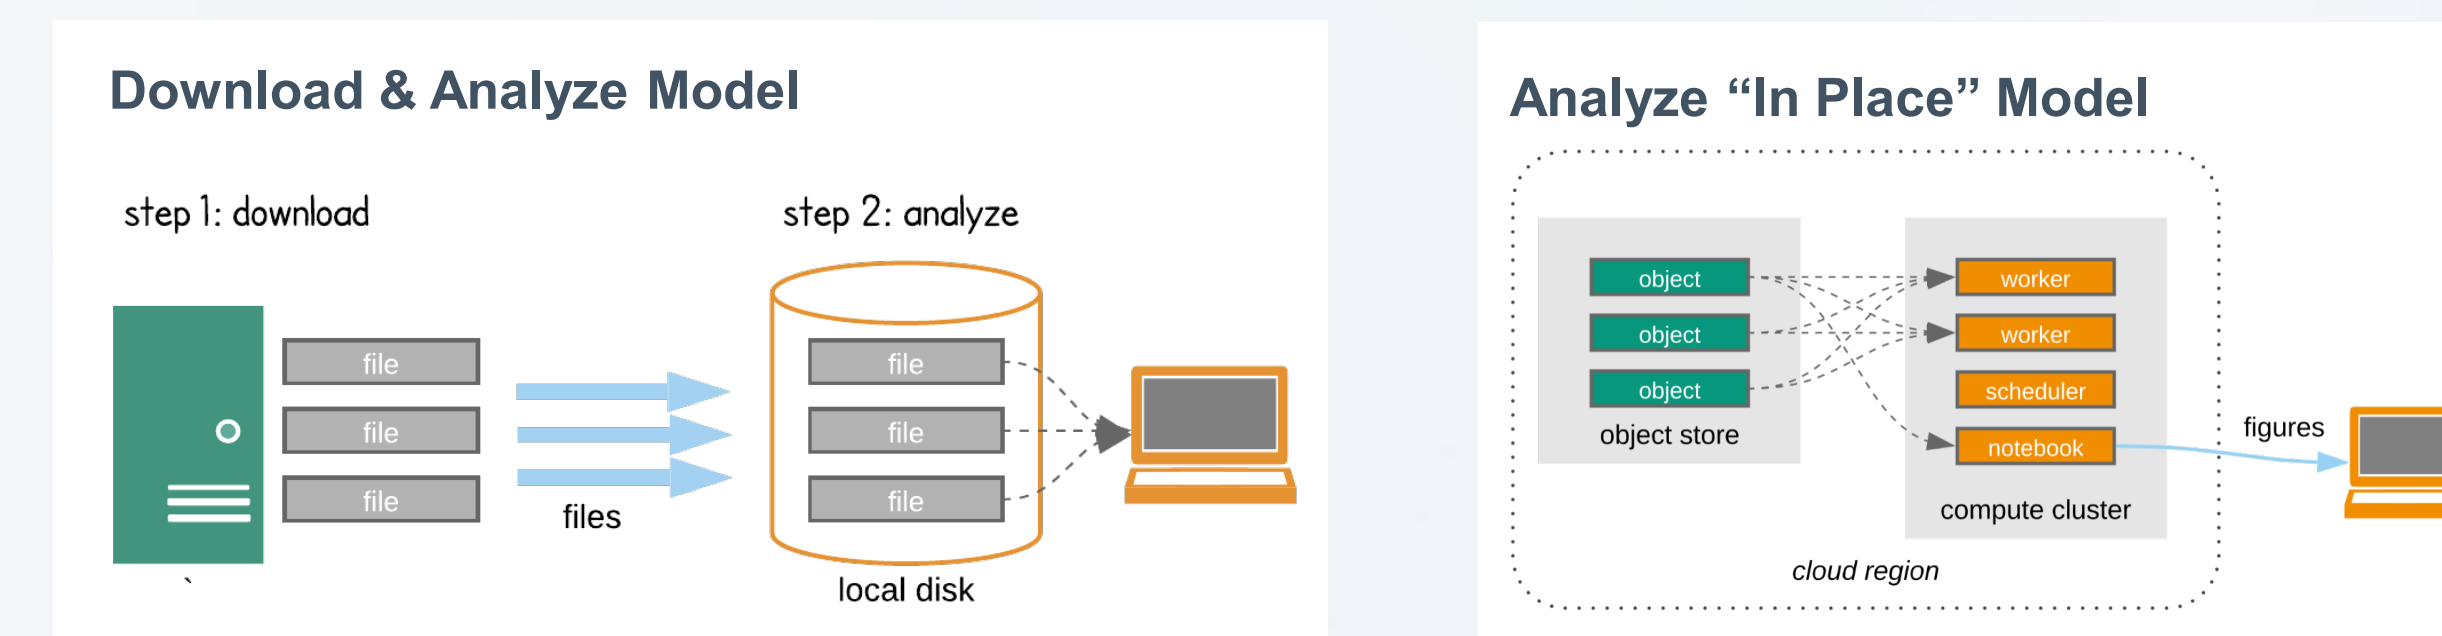 Download & Analyze Model
step 1: download
step 2: analyze
file
file
file
files
file
file
file
local disk
`
Analyze “In Place” Model
object
object
object
object store
worker
worker
scheduler
notebook
compute cluster
figures
cloud region